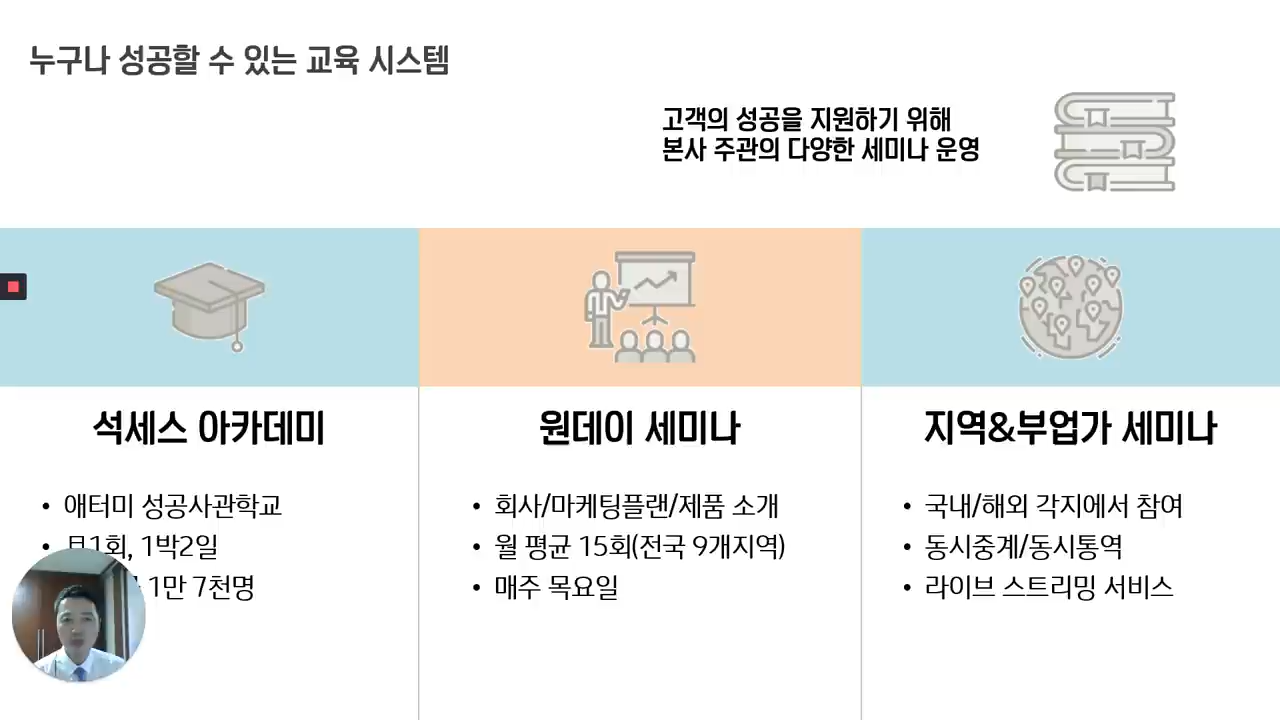 누구나 성공할 수 있는 교육 시스템
고객의 성공을 지원하기 위해
본사 주관의 다양한 세미나 운영
석세스 아카데미
• 애터미 성공사관학교
• 월1회, 1박2일
1만 7천명
원데이 세미나
• 회사/마케팅플랜/제품 소개
• 월 평균 15회(전국 9개지역)
• 매주 목요일
지역&부업가 세미나
• 국내/해외 각지에서 참여
• 동시중계/동시통역
• 라이브 스트리밍 서비스